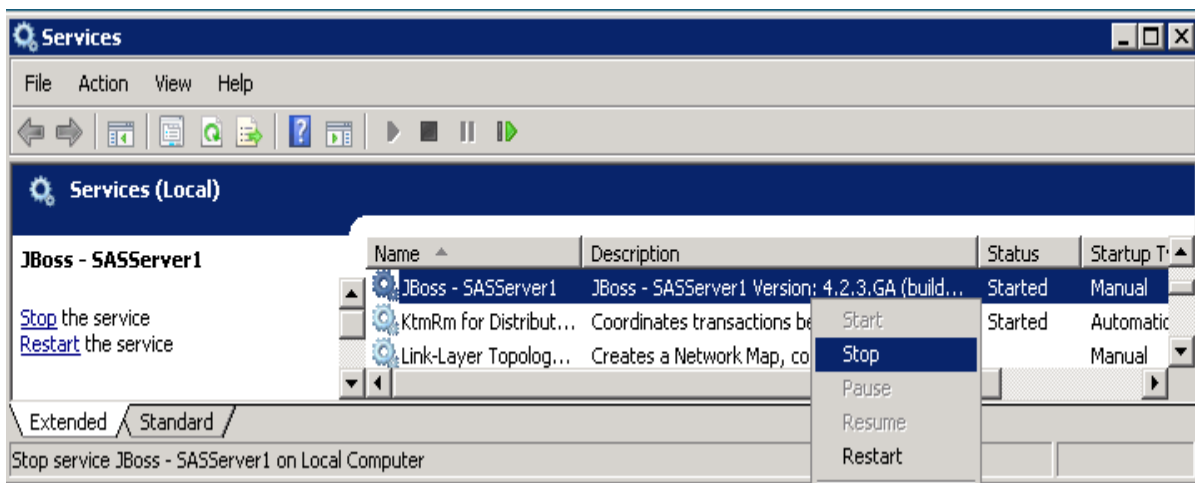 Services
File Action View Help
Services (Local)
JBoss - SASServer1
Stop the service
Restart the service
Name Description Status Startup T
JBoss - SASServer1 JBoss - SASServer1 Version: 4.2.3.GA (build... Started Manual
KtmRm for Distribut... Coordinates transactions be Started Automatic
Link-Layer Topolog... Creates a Network Map, co Manual
Start
Stop
Pause
Resume
Restart
Extended Standard
Stop service JBoss - SASServer1 on Local Computer